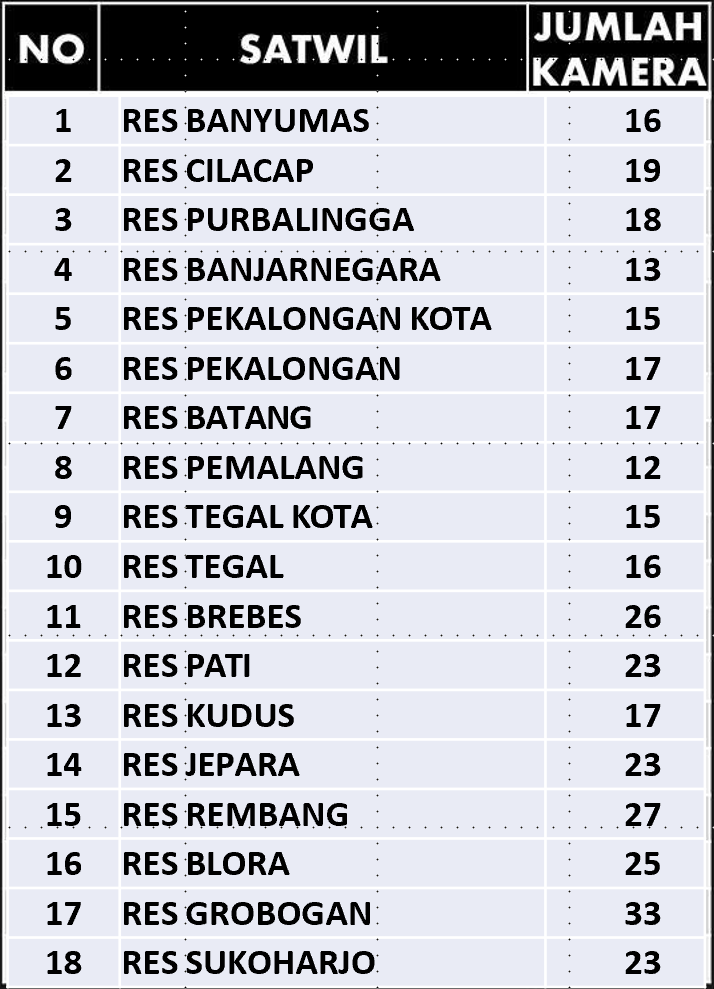 NO SATWIL JUMLAH KAMERA
1 RES BANYUMAS 16
2 RES CILACAP 19
3 RES PURBALINGGA 18
4 RES BANJARNEGARA 13
5 RES PEKALONGAN KOTA 15
6 RES PEKALONGAN 17
7 RES BATANG 17
8 RES PEMALANG 12
9 RES TEGAL KOTA 15
10 RES TEGAL 16
11 RES BREBES 26
12 RES PATI 23
13 RES KUDUS 17
14 RES JEPARA 23
15 RES REMBANG 27
16 RES BLORA 25
17 RES GROBOGAN 33
18 RES SUKOHARJO 23